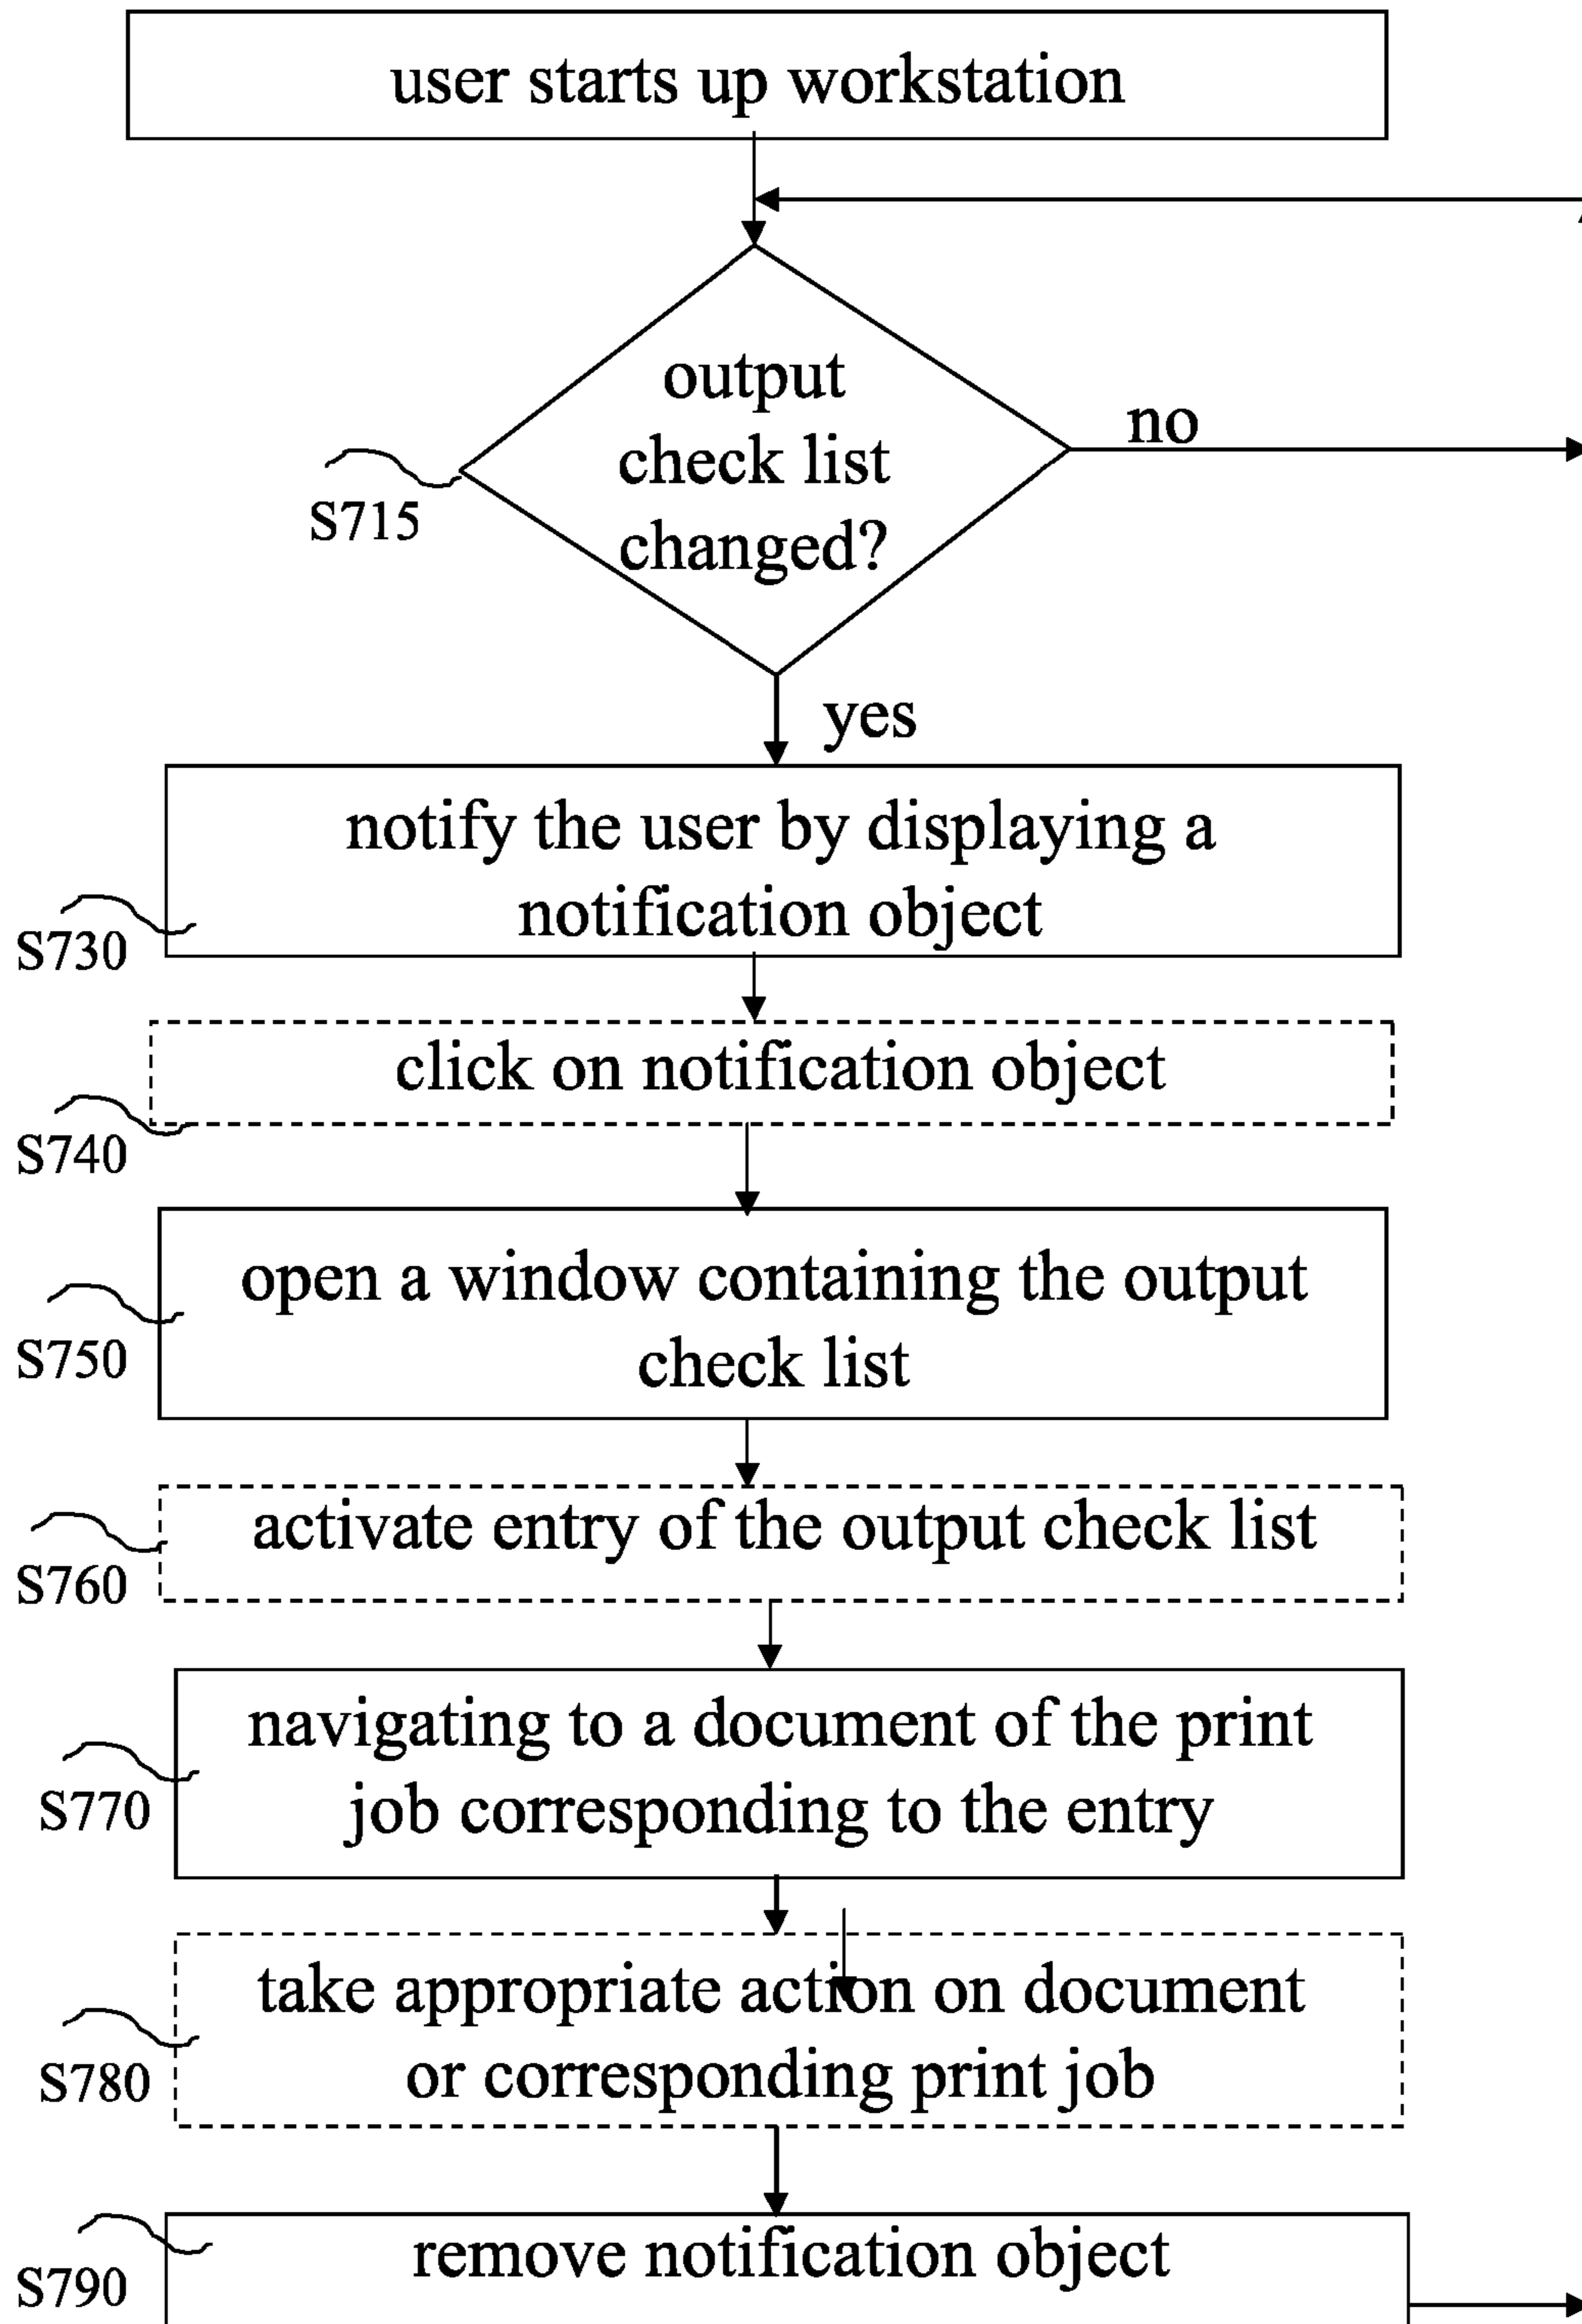 user starts up workstation
output
check list
changed?
no
S715
yes
notify the user by displaying a
notification object
S730
click on notification object
S740
open a window containing the output
check list
S750
activate entry of the output check list
S760
navigating to a document of the print
job corresponding to the entry
S770
take appropriate action on document
or corresponding print job
S780
remove notification object
S790